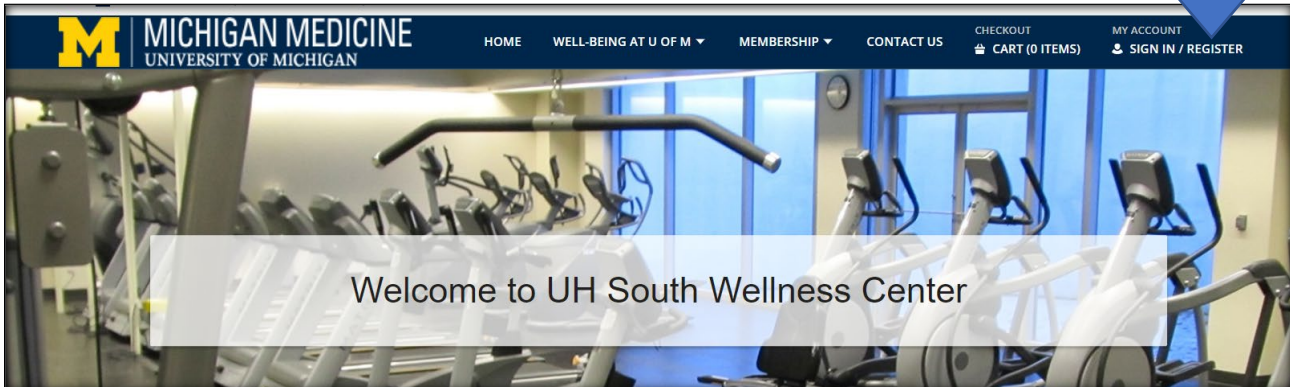 M MICHIGAN MEDICINE
UNIVERSITY OF MICHIGAN
HOME
WELL-BEING AT U OF M
MEMBERSHIP
CONTACT US
CHECKOUT
CART (0 ITEMS)
MY ACCOUNT
SIGN IN / REGISTER
Welcome to UH South Wellness Center